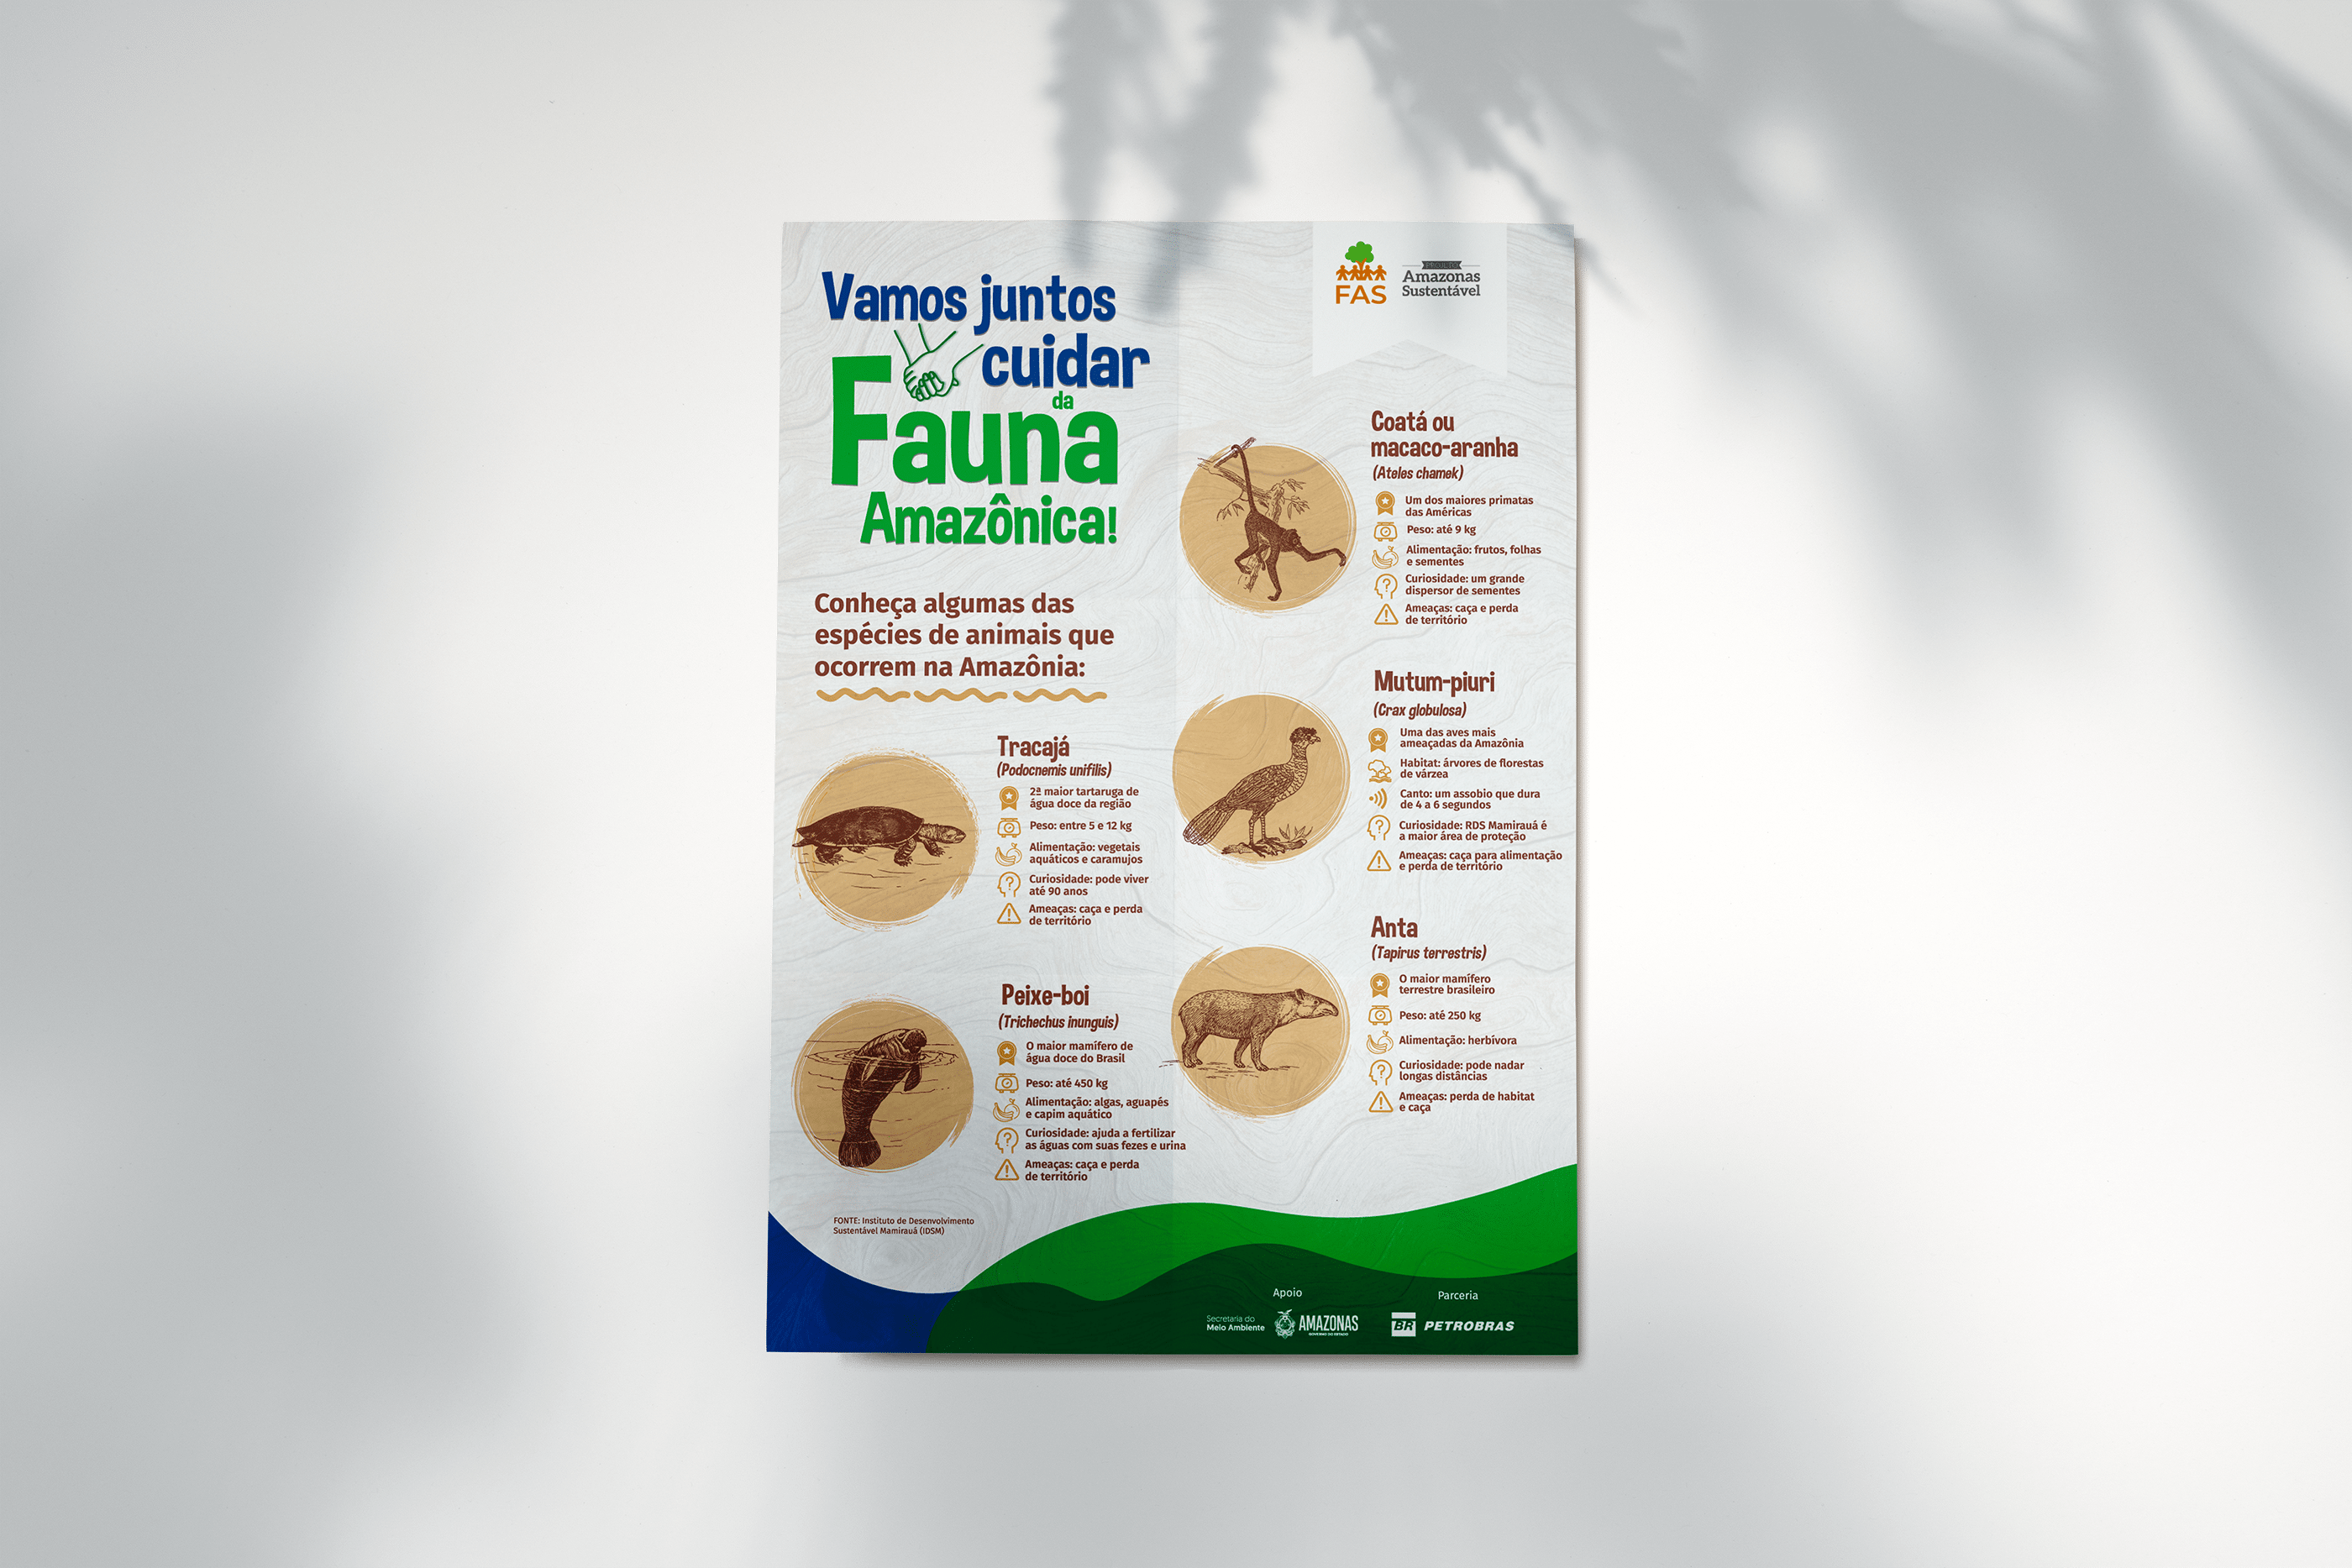 Vamos juntos
cuidar
da
Fauna
Amazônica!
Conheça algumas das
espécies de animais que
ocorrem na Amazônia:
Tracajá
(Podocnemis unifilis)
2ª maior tartaruga de
água doce da região
Peso: entre 5 e 12 kg
Alimentação: vegetais
aquáticos e caramujos
Curiosidade: pode viver
até 90 anos
Ameaças: caça e perda
de território
Peixe-boi
(Trichechus inunguis)
O maior mamífero de
água doce do Brasil
Peso: até 450 kg
Alimentação: algas, aguapés
e capim aquático
Curiosidade: ajuda a fertilizar
as águas com suas fezes e urina
Ameaças: caça e perda
de território
FONTE: Instituto de Desenvolvimento
Sustentável Mamirauá (IDSM)
FAS
Amazonas
Sustentável
Coatá ou
macaco-aranha
(Ateles chamek)
Um dos maiores primatas
das Américas
Peso: até 9 kg
Alimentação: frutos, folhas
e sementes
Curiosidade: um grande
dispersor de sementes
Ameaças: caça e perda
de território
Mutum-piuri
(Crax globulosa)
Uma das aves mais
ameaçadas da Amazônia
Habitat: árvores de florestas
de várzea
Canto: um assobio que dura
de 4 a 6 segundos
Curiosidade: RDS Mamirauá é
a maior área de proteção
Ameaças: caça para alimentação
e perda de território
Anta
(Tapirus terrestris)
O maior mamífero
terrestre brasileiro
Peso: até 250 kg
Alimentação: herbívora
Curiosidade: pode nadar
longas distâncias
Ameaças: perda de habitat
e caça
Apoio
Secretaria do
Meio Ambiente
AMAZONAS
GOVERNO DO ESTADO
Parceria
BR PETROBRAS